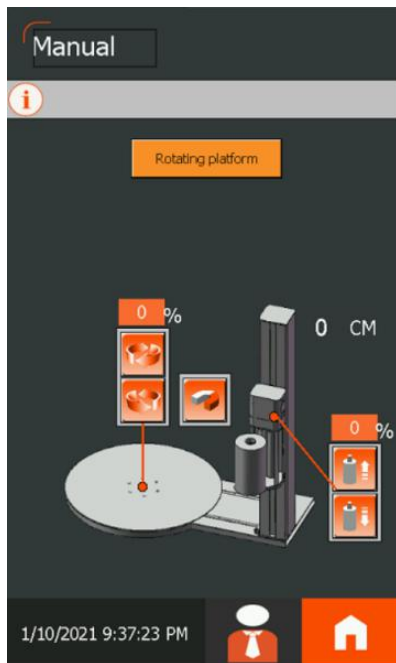 Manual
i
Rotating platform
0 %
0 CM
0 %
1/10/2021 9:37:23 PM